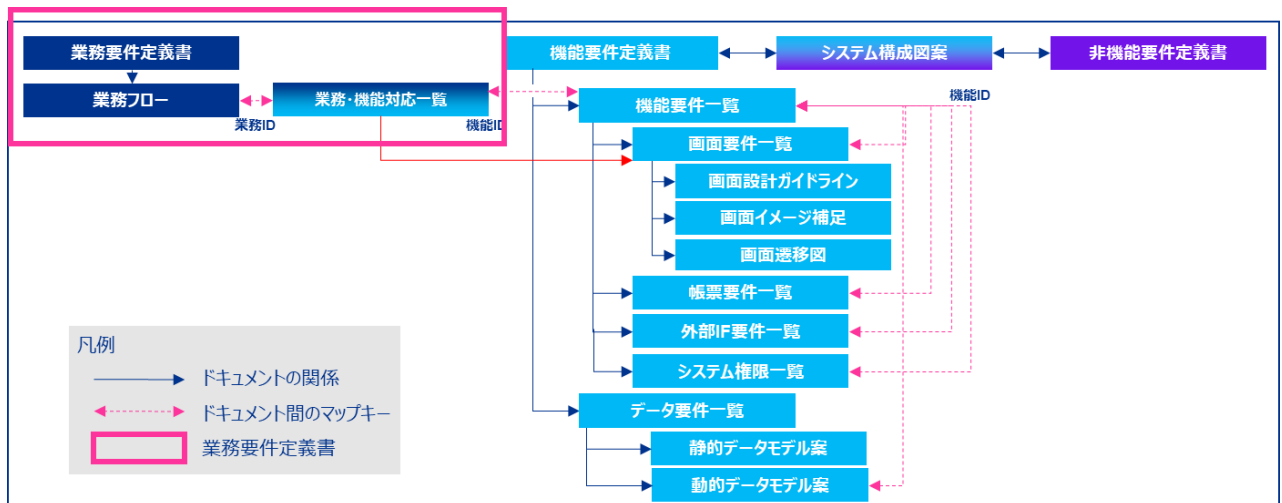 業務要件定義書
機能要件定義書
システム構成図案
非機能要件定義書
業務フロー
業務・機能対応一覧
業務ID
機能ID
機能要件一覧
機能ID
画面要件一覧
画面設計ガイドライン
画面イメージ補足
画面遷移図
帳票要件一覧
外部IF要件一覧
システム権限一覧
データ要件一覧
静的データモデル案
動的データモデル案
凡例
ドキュメントの関係
ドキュメント間のマップキー
業務要件定義書